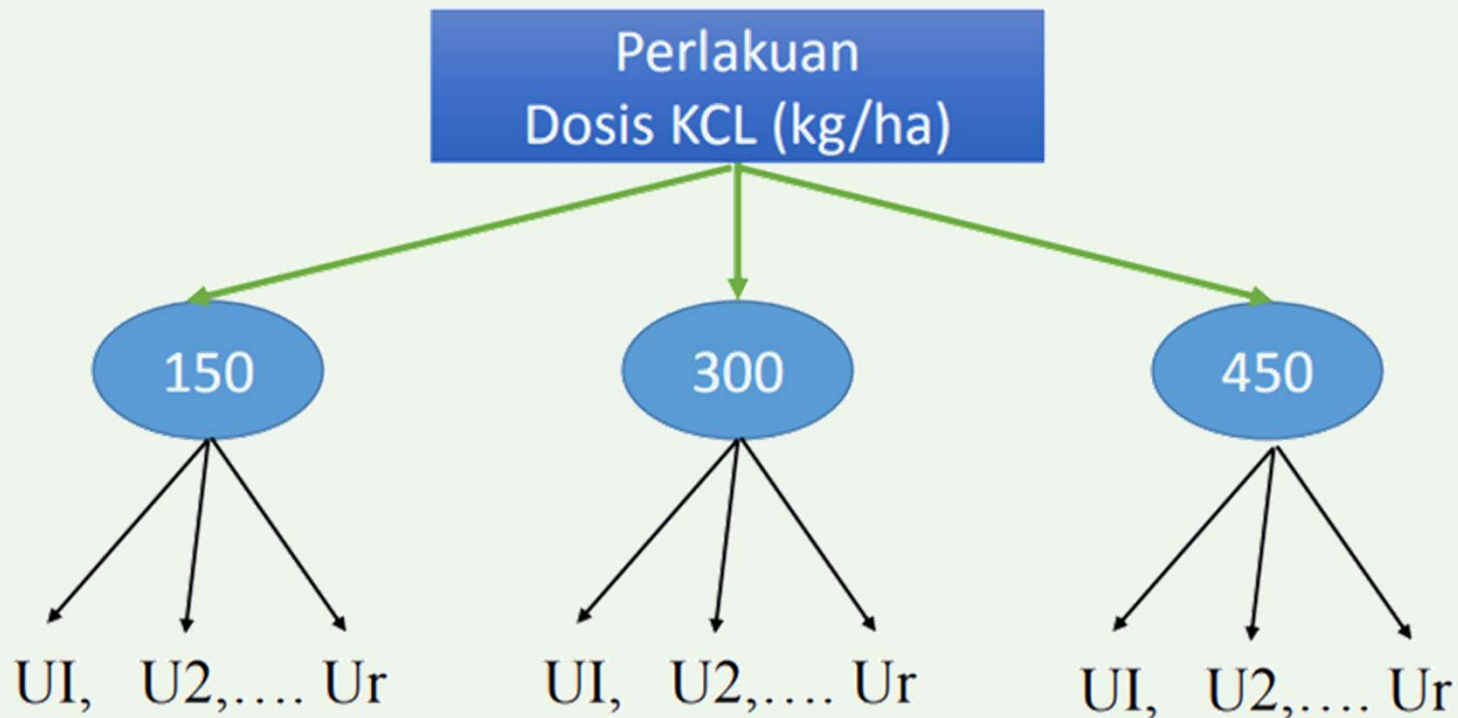 Perlakuan
Dosis KCL (kg/ha)
150
300
450
UI, U2,.... Ur
UI, U2,.... Ur
UI, U2,.... Ur